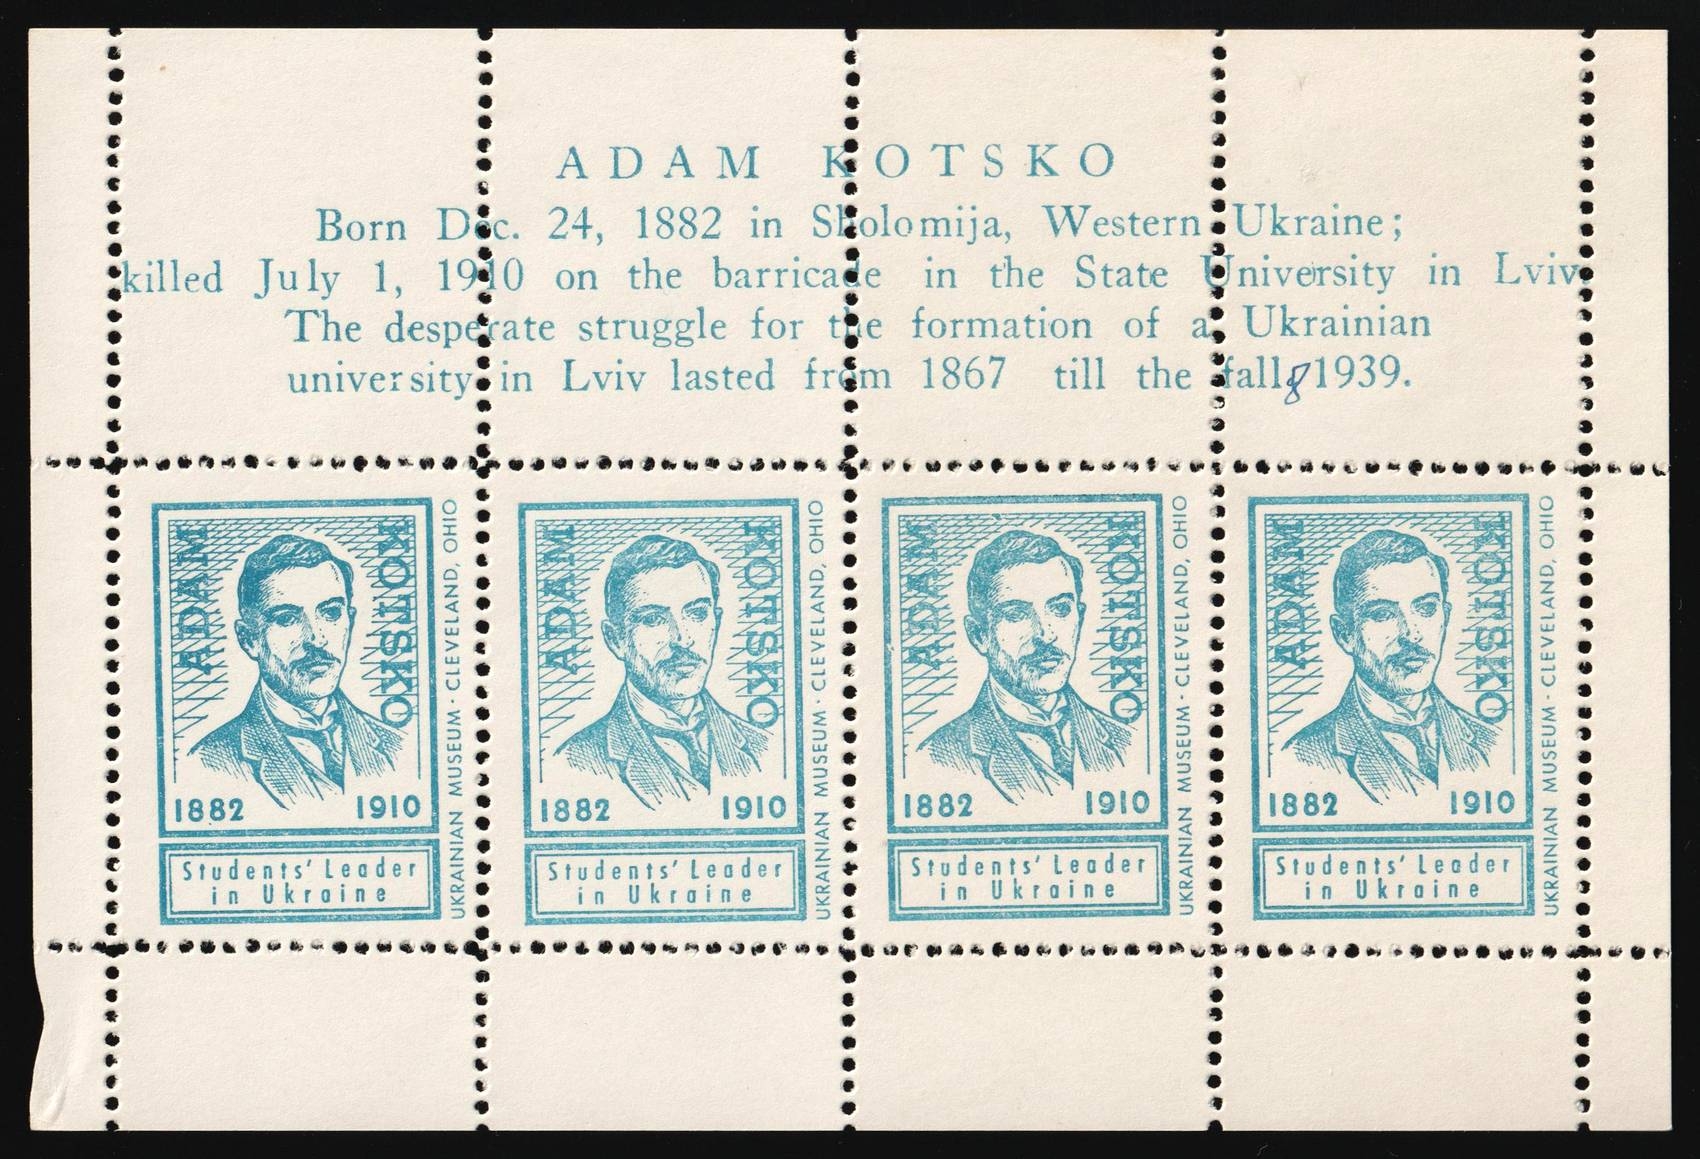 ADAM KOTSKO
Born Dec. 24, 1882 in Sholomija, Western Ukraine;
killed July 1, 1910 on the barricade in the State University in Lviv.
The desperate struggle for the formation of a Ukrainian
university in Lviv lasted from 1867 till the fall 1939.
ADAM
KOTSKO
1882 1910
Students' Leader
in Ukraine
UKRAINIAN MUSEUM · CLEVELAND, OHIO
ADAM
KOTSKO
1882 1910
Students' Leader
in Ukraine
UKRAINIAN MUSEUM · CLEVELAND, OHIO
ADAM
KOTSKO
1882 1910
Students' Leader
in Ukraine
UKRAINIAN MUSEUM · CLEVELAND, OHIO
ADAM
KOTSKO
1882 1910
Students' Leader
in Ukraine
UKRAINIAN MUSEUM · CLEVELAND, OHIO